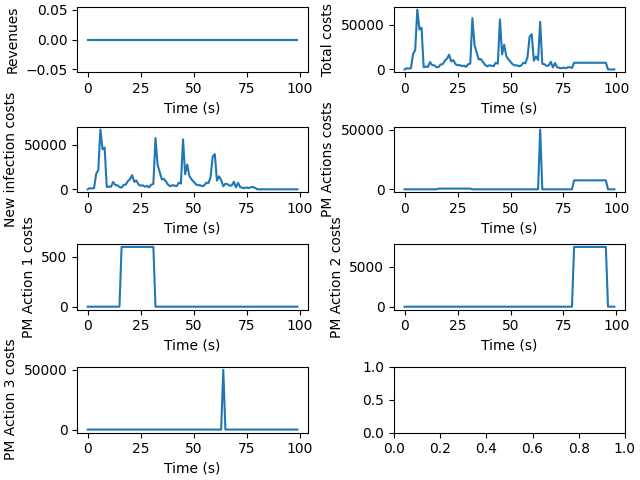 Revenues
0.05
0.00
−0.05
0 25 50 75 100
Time (s)
Total costs
50000
0
0 25 50 75 100
Time (s)
New infection costs
50000
0
0 25 50 75 100
Time (s)
PM Actions costs
50000
0
0 25 50 75 100
Time (s)
PM Action 1 costs
500
0
0 25 50 75 100
Time (s)
PM Action 2 costs
5000
0
0 25 50 75 100
Time (s)
PM Action 3 costs
50000
0
0 25 50 75 100
Time (s)
1.0
0.5
0.0
0.0 0.2 0.4 0.6 0.8 1.0